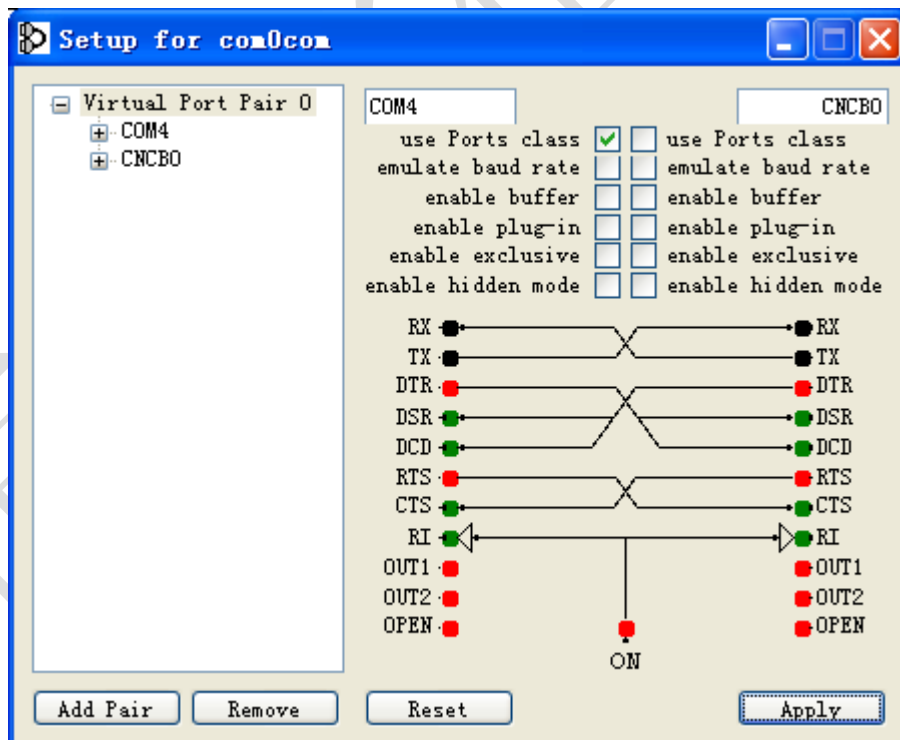 Setup for com0com
Virtual Port Pair 0
COM4
CNCB0
COM4 CNCB0
use Ports class use Ports class
emulate baud rate emulate baud rate
enable buffer enable buffer
enable plug-in enable plug-in
enable exclusive enable exclusive
enable hidden mode enable hidden mode
RX RX
TX TX
DTR DTR
DSR DSR
DCD DCD
RTS RTS
CTS CTS
RI RI
OUT1 OUT1
OUT2 OUT2
OPEN OPEN
ON
Add Pair Remove Reset Apply